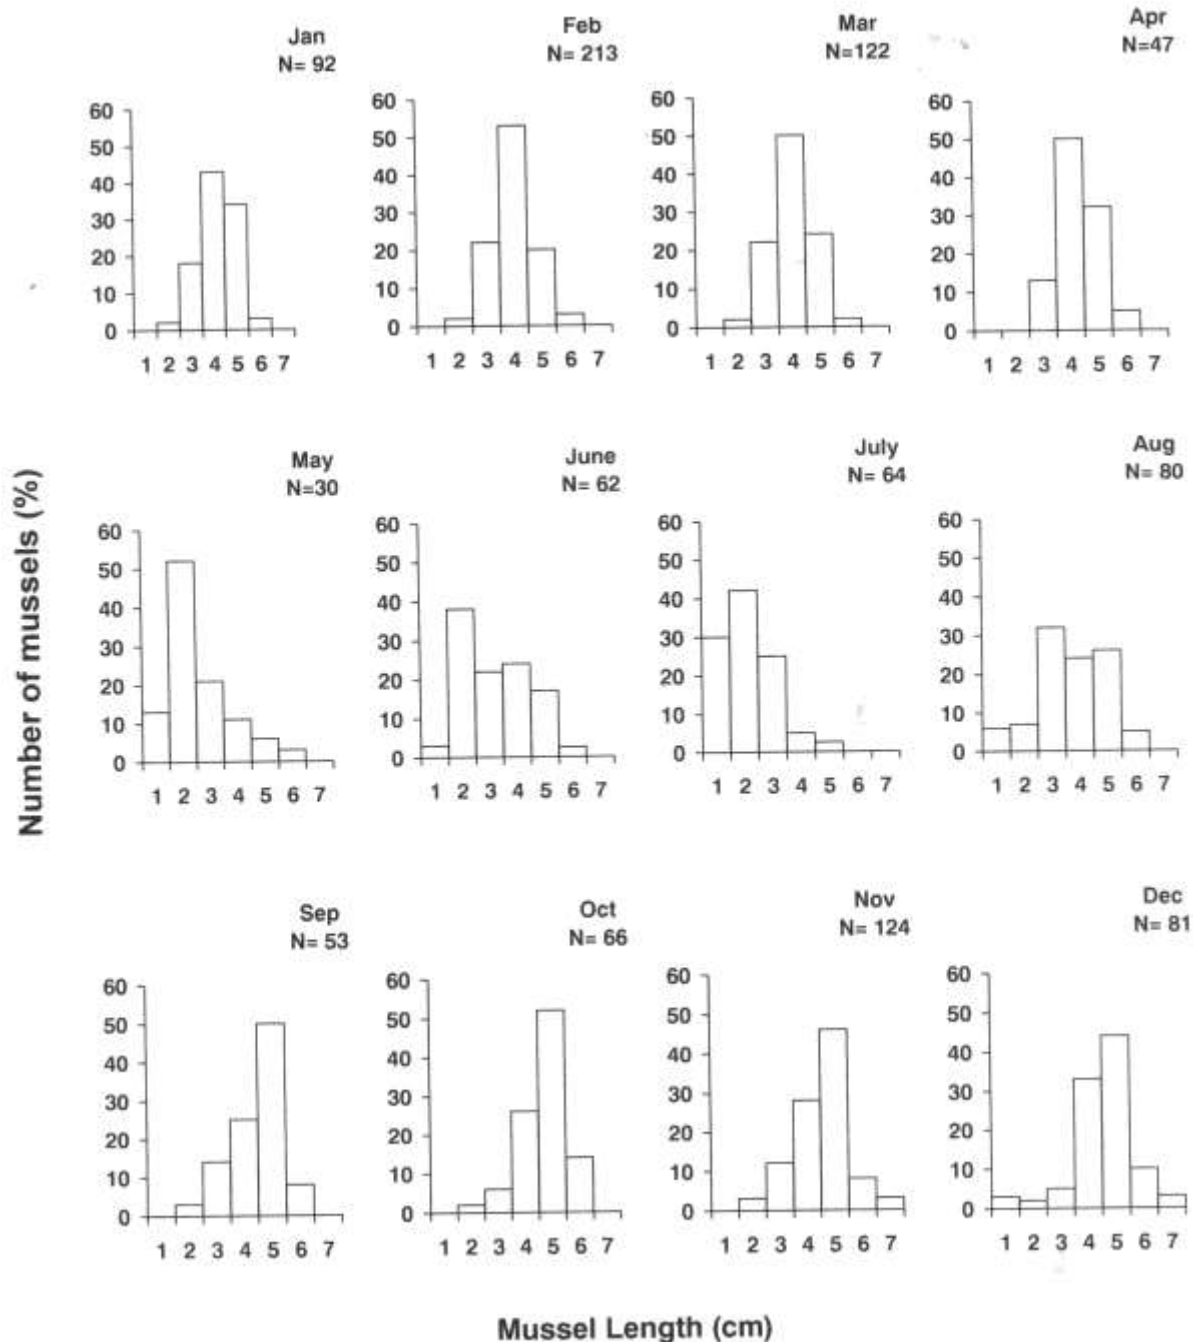 Jan
N= 92
Feb
N= 213
Mar
N=122
Apr
N=47
60
50
40
30
20
10
0
1 2 3 4 5 6 7
60
50
40
30
20
10
0
1 2 3 4 5 6 7
60
50
40
30
20
10
0
1 2 3 4 5 6 7
60
50
40
30
20
10
0
1 2 3 4 5 6 7
Number of mussels (%)
May
N=30
June
N= 62
July
N= 64
Aug
N= 80
60
50
40
30
20
10
0
1 2 3 4 5 6 7
60
50
40
30
20
10
0
1 2 3 4 5 6 7
60
50
40
30
20
10
0
1 2 3 4 5 6 7
60
50
40
30
20
10
0
1 2 3 4 5 6 7
Sep
N= 53
Oct
N= 66
Nov
N= 124
Dec
N= 81
60
50
40
30
20
10
0
1 2 3 4 5 6 7
60
50
40
30
20
10
0
1 2 3 4 5 6 7
60
50
40
30
20
10
0
1 2 3 4 5 6 7
60
50
40
30
20
10
0
1 2 3 4 5 6 7
Mussel Length (cm)